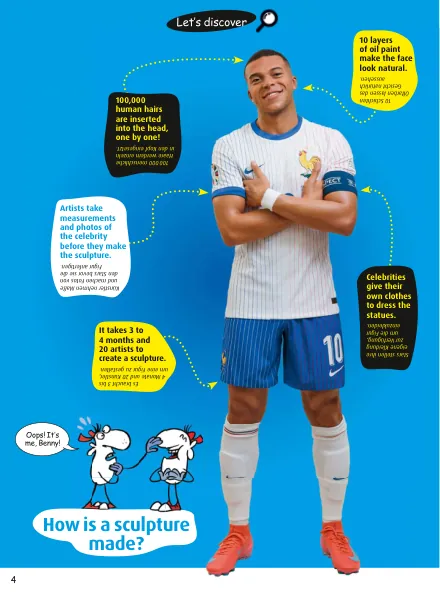 Let's discover
10 layers
of oil paint
make the face
look natural.
10 Schichten
Ölfarben lassen das
Gesicht natürlich
aussehen.
100,000
human hairs
are inserted
into the head,
one by one!
100 000 menschliche
Haare werden einzeln
in den Kopf eingesetzt.
RESPECT
Artists take
measurements
and photos of
the celebrity
before they make
the sculpture.
Künstler nehmen Maße
und machen Fotos von
den Stars bevor sie die
Figur anfertigen.
Celebrities
give their
own clothes
to dress the
statues.
Stars stellen ihre
eigene Kleidung
zur Verfügung,
um die Figur
einzukleiden.
10
It takes 3 to
4 months and
20 artists to
create a sculpture.
Es braucht 3 bis
4 Monate und 20 Künstler,
um eine Figur zu gestalten
Oops! It's
me, Benny!
How is a sculpture
made?
4